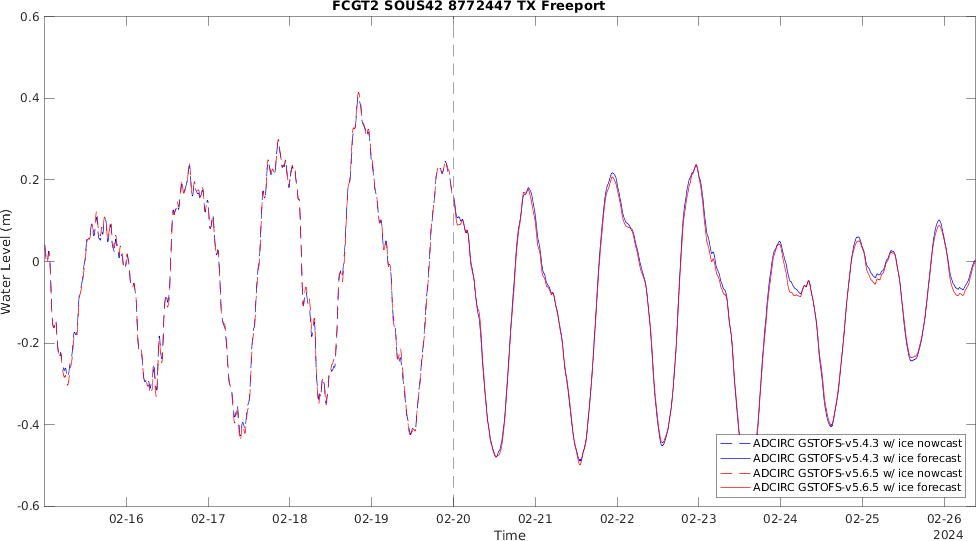 FCGT2 SOUS42 8772447 TX Freeport
0.6
0.4
0.2
0
-0.2
-0.4
-0.6
Water Level (m)
02-16
02-17
02-18
02-19
02-20
02-21
02-22
02-23
02-24
02-25
02-26
2024
Time
ADCIRC GSTOFS-v5.4.3 w/ ice nowcast
ADCIRC GSTOFS-v5.4.3 w/ ice forecast
ADCIRC GSTOFS-v5.6.5 w/ ice nowcast
ADCIRC GSTOFS-v5.6.5 w/ ice forecast